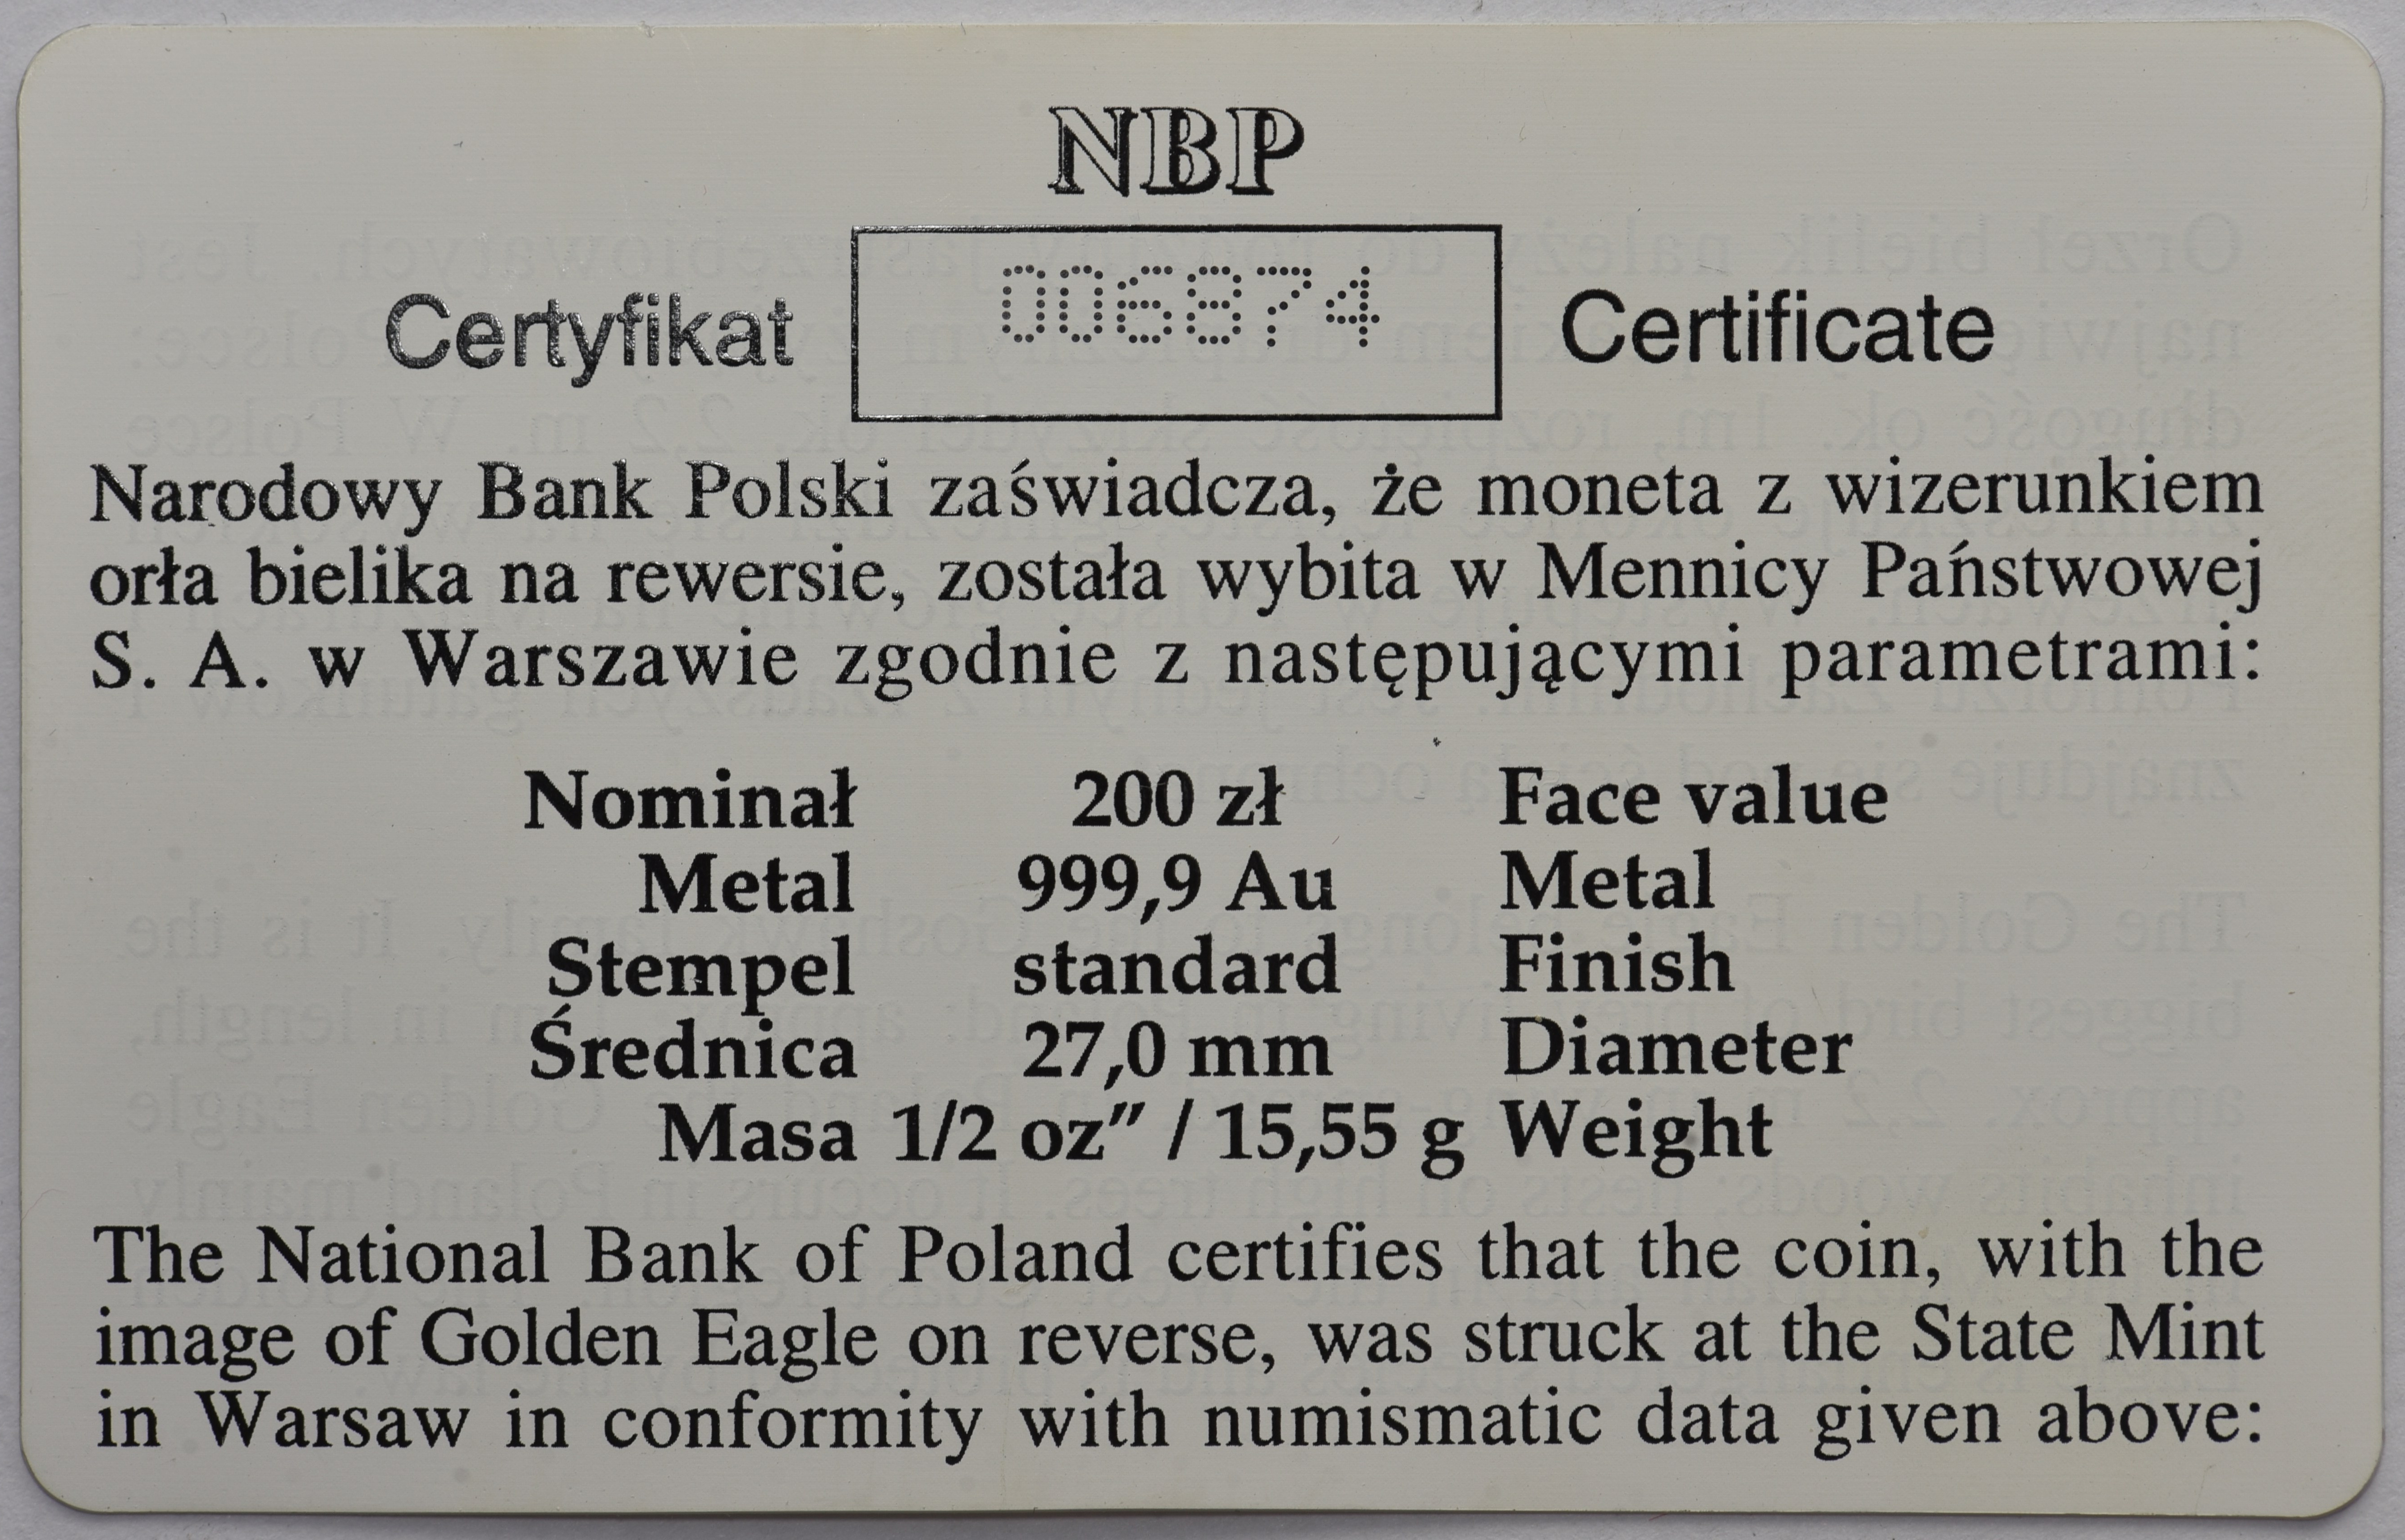 NBP
Certyfikat 006874 Certificate
Narodowy Bank Polski zaświadcza, że moneta z wizerunkiem
orła bielika na rewersie, została wybita w Mennicy Państwowej
S. A. w Warszawie zgodnie z następującymi parametrami:
Nominał 200 zł Face value
Metal 999,9 Au Metal
Stempel standard Finish
Średnica 27,0 mm Diameter
Masa 1/2 oz” / 15,55 g Weight
The National Bank of Poland certifies that the coin, with the
image of Golden Eagle on reverse, was struck at the State Mint
in Warsaw in conformity with numismatic data given above: